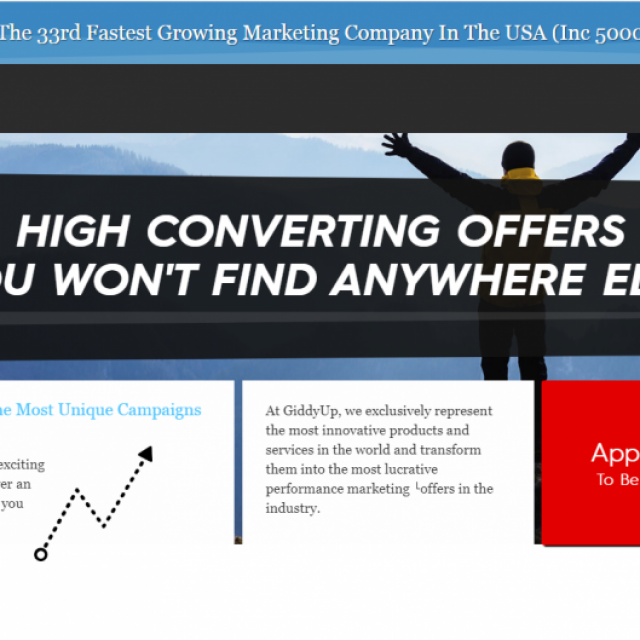 The 33rd Fastest Growing Marketing Company In The USA (Inc 5000
HIGH CONVERTING OFFERS
OU WON'T FIND ANYWHERE EL
he Most Unique Campaigns
exciting
er an
you
At GiddyUp, we exclusively represent
the most innovative products and
services in the world and transform
them into the most lucrative
performance marketing └offers in the
industry.
App
To Be